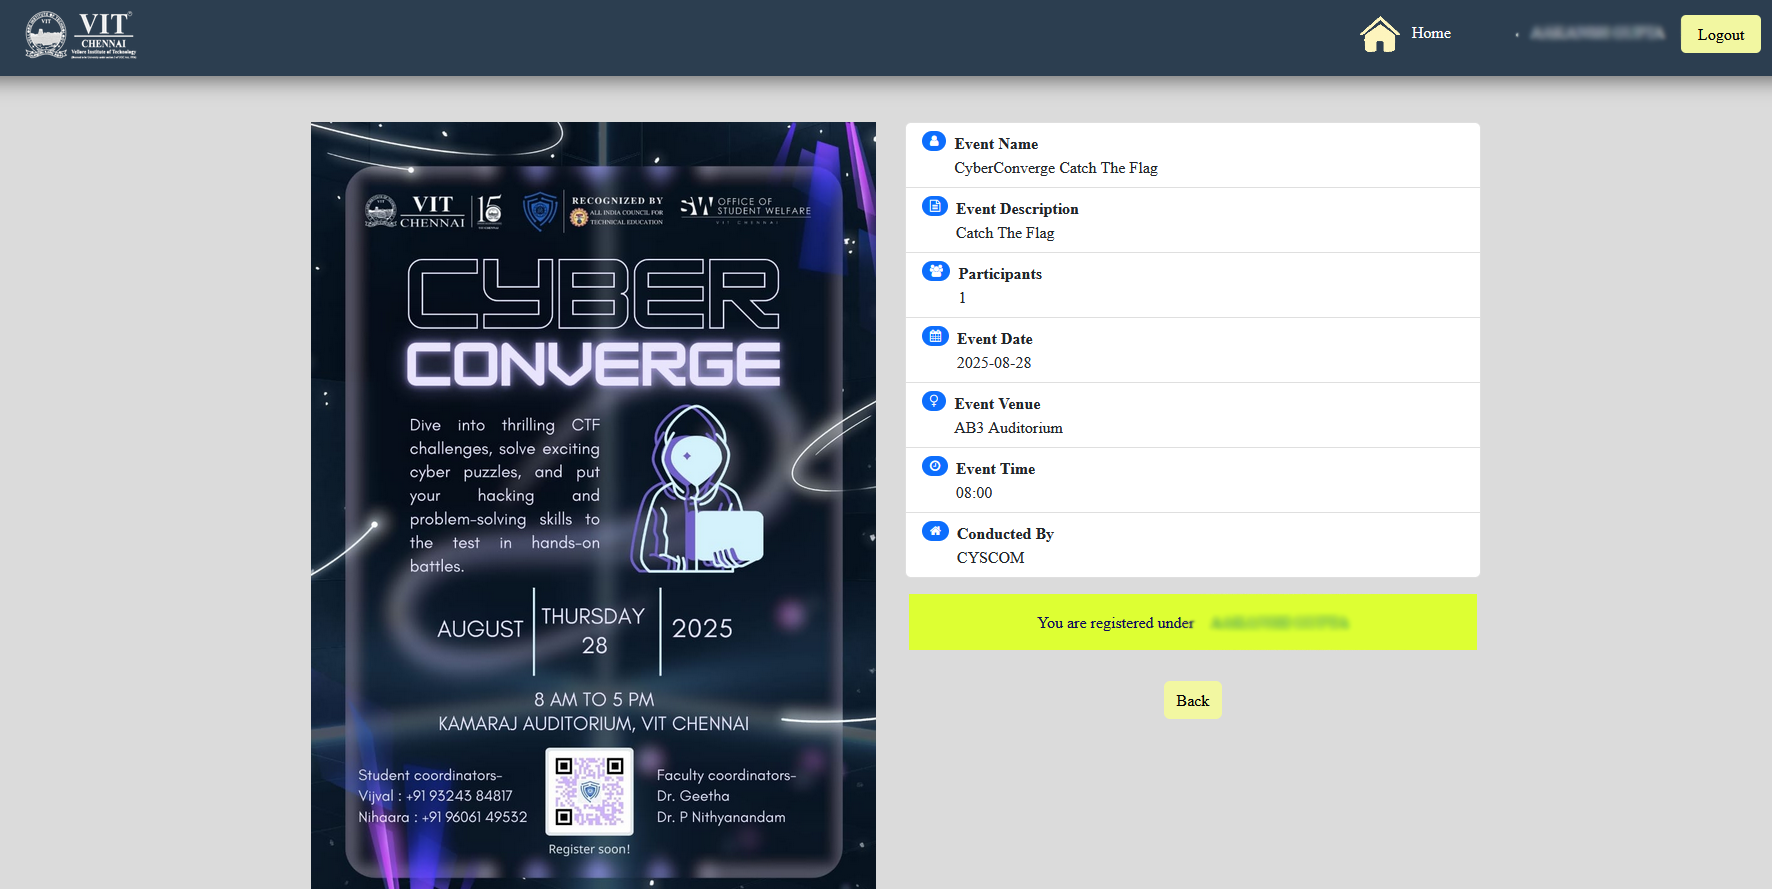 VIT
CHENNAI
Vellore Institute of Technology
Home
Logout
VIT
CHENNAI
15
RECOGNIZED BY
ALL INDIA COUNCIL FOR
TECHNICAL EDUCATION
SW OFFICE OF
STUDENT WELFARE
VIT CHENNAI
CYBER
CONVERGE
Dive into thrilling CTF
challenges, solve exciting
cyber puzzles, and put
your hacking and
problem-solving skills to
the test in hands-on
battles.
AUGUST
THURSDAY
28
2025
8 AM TO 5 PM
KAMARAJ AUDITORIUM, VIT CHENNAI
Student coordinators-
Vijval : +91 93243 84817
Nihaara : +91 96061 49532
Register soon!
Faculty coordinators-
Dr. Geetha
Dr. P Nithyanandam
Event Name
CyberConverge Catch The Flag
Event Description
Catch The Flag
Participants
1
Event Date
2025-08-28
Event Venue
AB3 Auditorium
Event Time
08:00
Conducted By
CYSCOM
You are registered under
Back